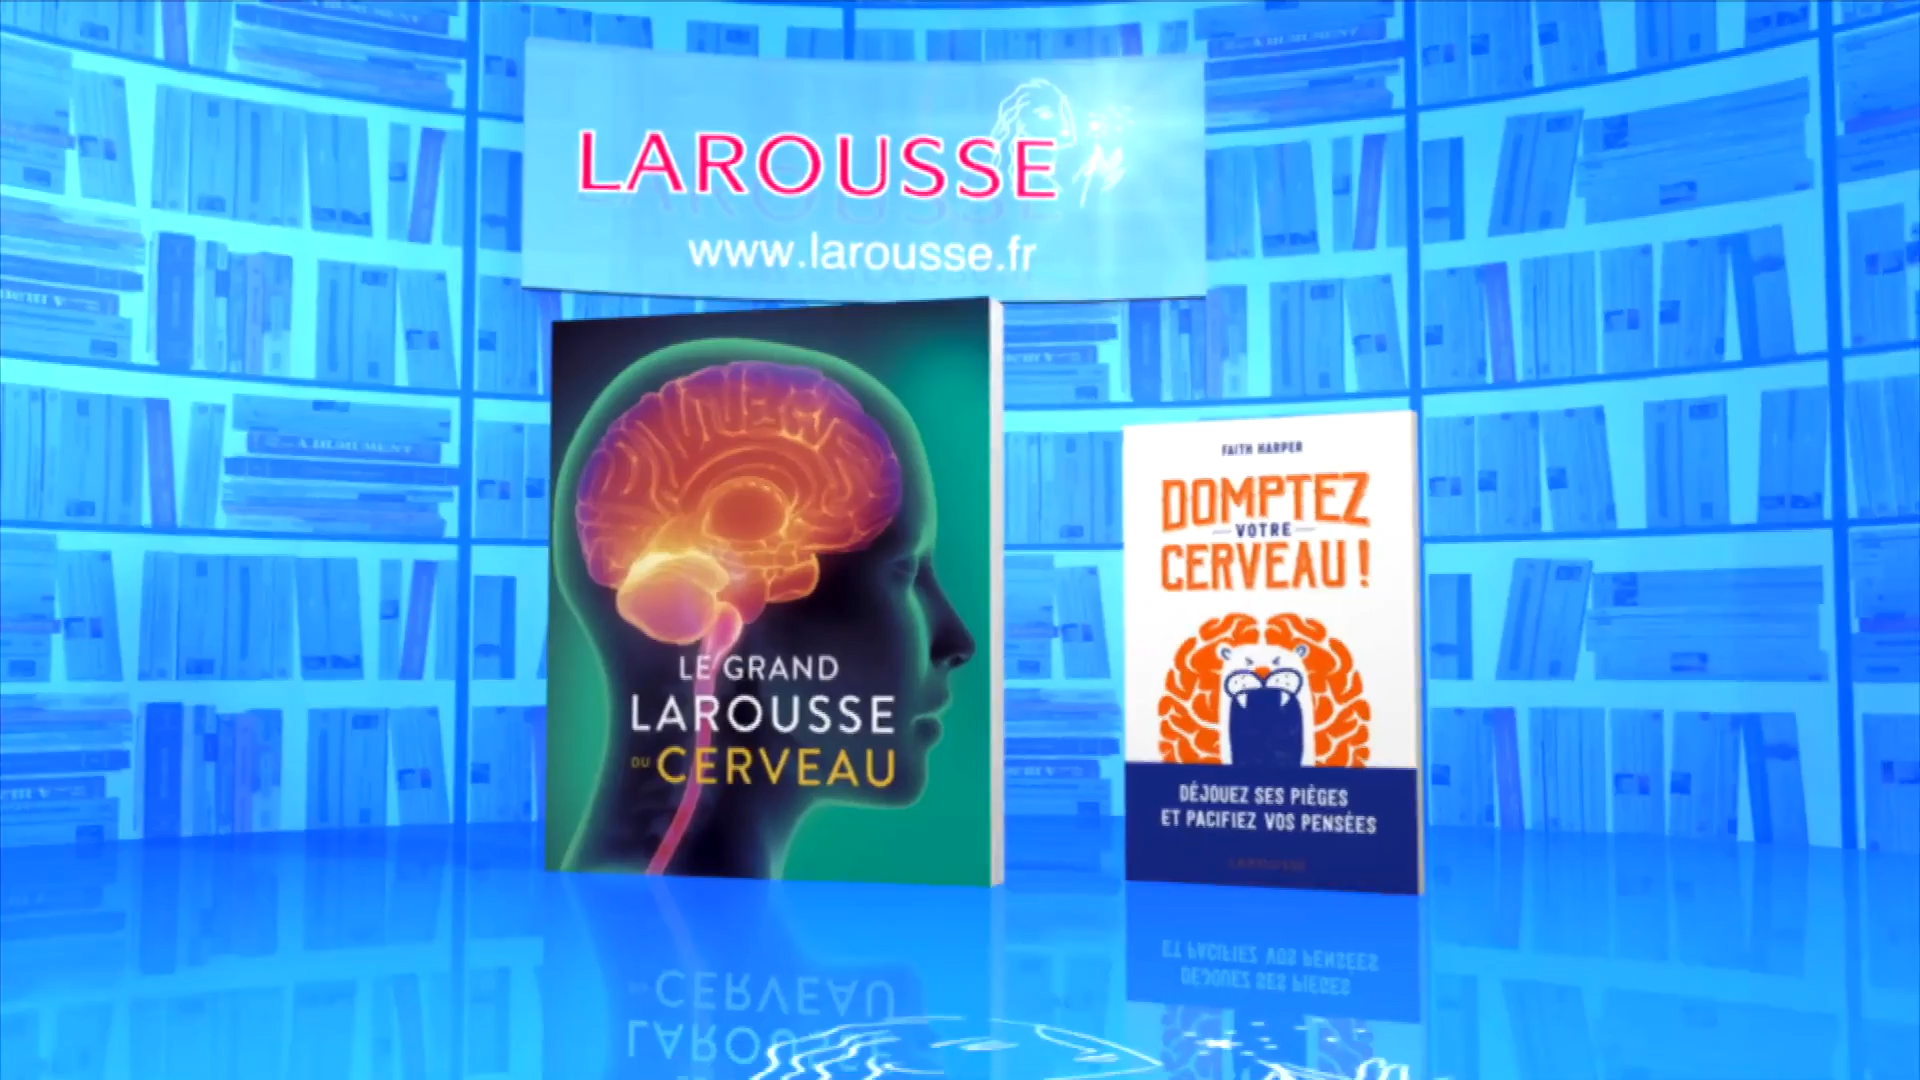 LAROUSSE
www.larousse.fr
LE GRAND
LAROUSSE
DU CERVEAU
FAITH HARPER
DOMPTEZ
VOTRE
CERVEAU !
DÉJOUEZ SES PIÈGES
ET PACIFIEZ VOS PENSÉES
LAROUSSE